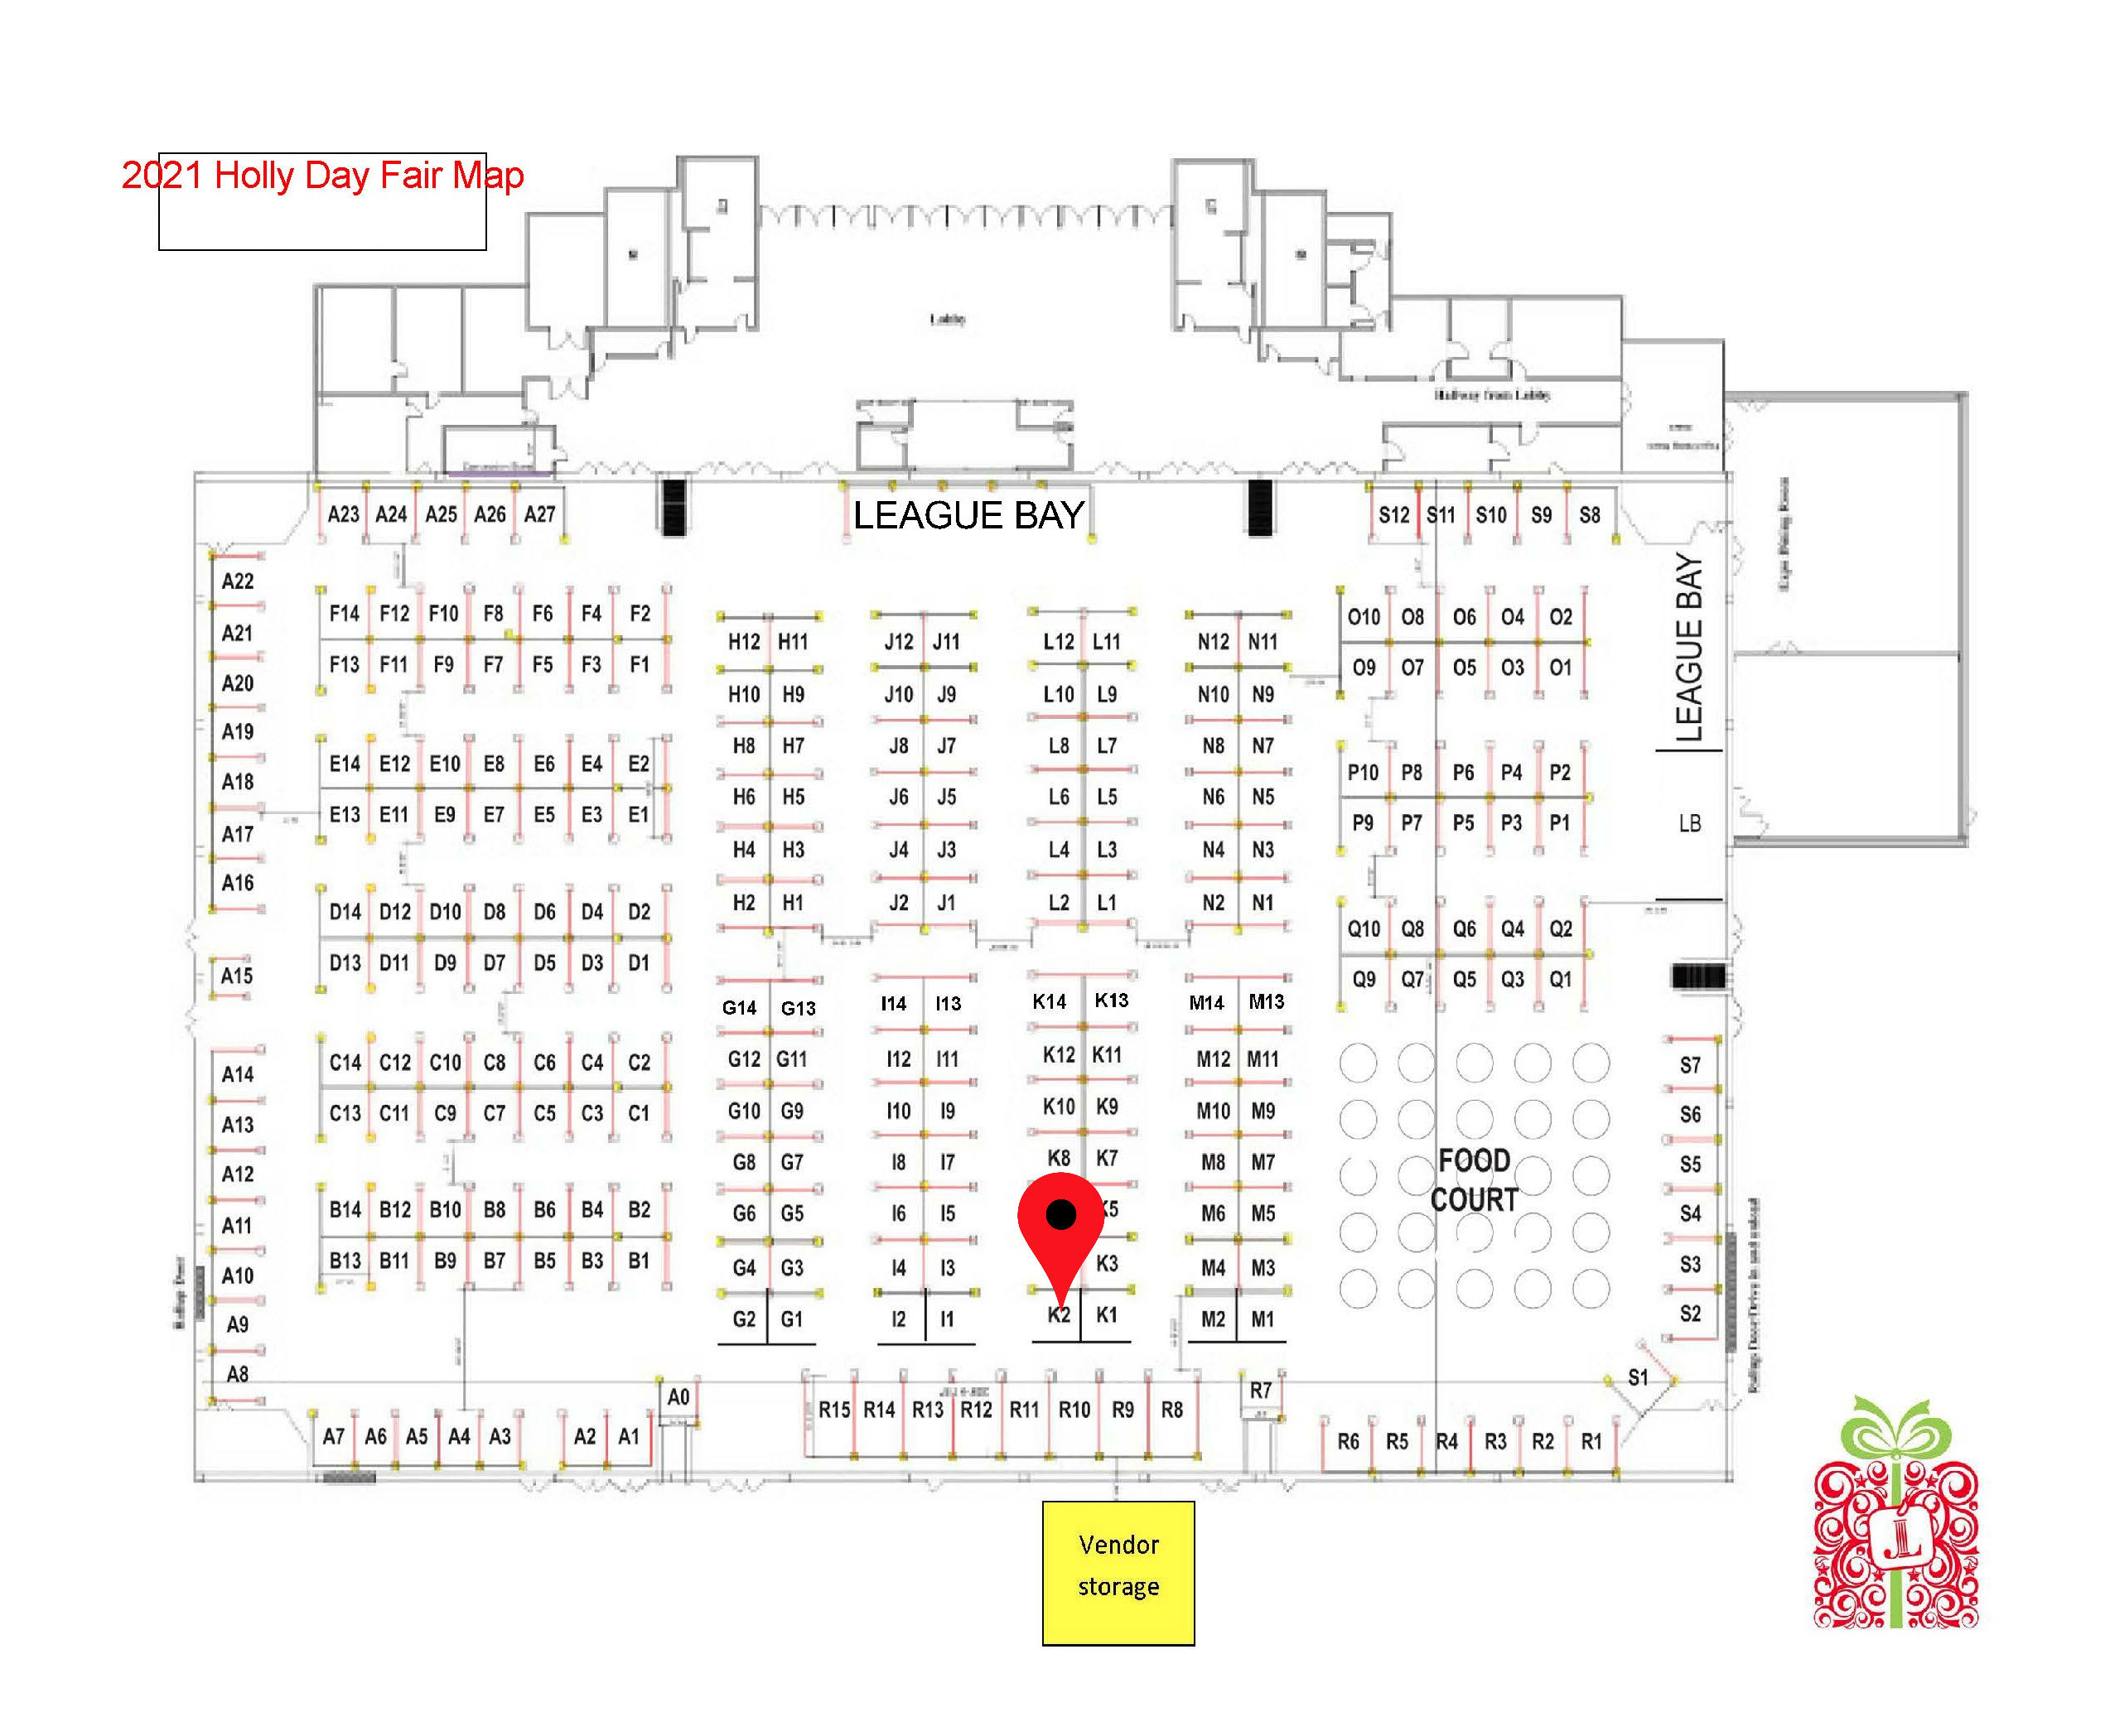 2021 Holly Day Fair Map
Lobby
Hallway from Lobby
LEAGUE BAY
A23 A24 A25 A26 A27
S12 S11 S10 S9 S8
A22
A21
A20
A19
A18
A17
A16
A15
A14
A13
A12
A11
A10
A9
A8
F14 F12 F10 F8 F6 F4 F2
F13 F11 F9 F7 F5 F3 F1
E14 E12 E10 E8 E6 E4 E2
E13 E11 E9 E7 E5 E3 E1
D14 D12 D10 D8 D6 D4 D2
D13 D11 D9 D7 D5 D3 D1
C14 C12 C10 C8 C6 C4 C2
C13 C11 C9 C7 C5 C3 C1
B14 B12 B10 B8 B6 B4 B2
B13 B11 B9 B7 B5 B3 B1
H12 H11
H10 H9
H8 H7
H6 H5
H4 H3
H2 H1
G14 G13
G12 G11
G10 G9
G8 G7
G6 G5
G4 G3
G2 G1
J12 J11
J10 J9
J8 J7
J6 J5
J4 J3
J2 J1
I14 I13
I12 I11
I10 I9
I8 I7
I6 I5
I4 I3
I2 I1
L12 L11
L10 L9
L8 L7
L6 L5
L4 L3
L2 L1
K14 K13
K12 K11
K10 K9
K8 K7
K5
K3
K2 K1
N12 N11
N10 N9
N8 N7
N6 N5
N4 N3
N2 N1
M14 M13
M12 M11
M10 M9
M8 M7
M6 M5
M4 M3
M2 M1
O10 O8 O6 O4 O2
O9 O7 O5 O3 O1
P10 P8 P6 P4 P2
P9 P7 P5 P3 P1
Q10 Q8 Q6 Q4 Q2
Q9 Q7 Q5 Q3 Q1
LEAGUE BAY
LB
FOOD
COURT
S7
S6
S5
S4
S3
S2
S1
A7 A6 A5 A4 A3 A2 A1
A0
R15 R14 R13 R12 R11 R10 R9 R8
R7
R6 R5 R4 R3 R2 R1
Vendor
storage
JL